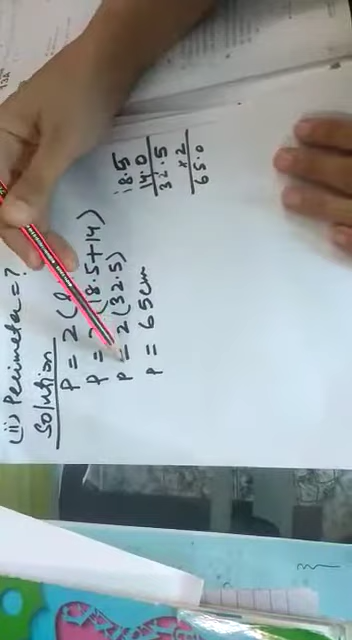 (ii) Perimeter = ?
Solution
P = 2 (
P = (18.5+14)
P = 2 (32.5)
P = 65cm
18.5
14.0
32.5
×2
65.0